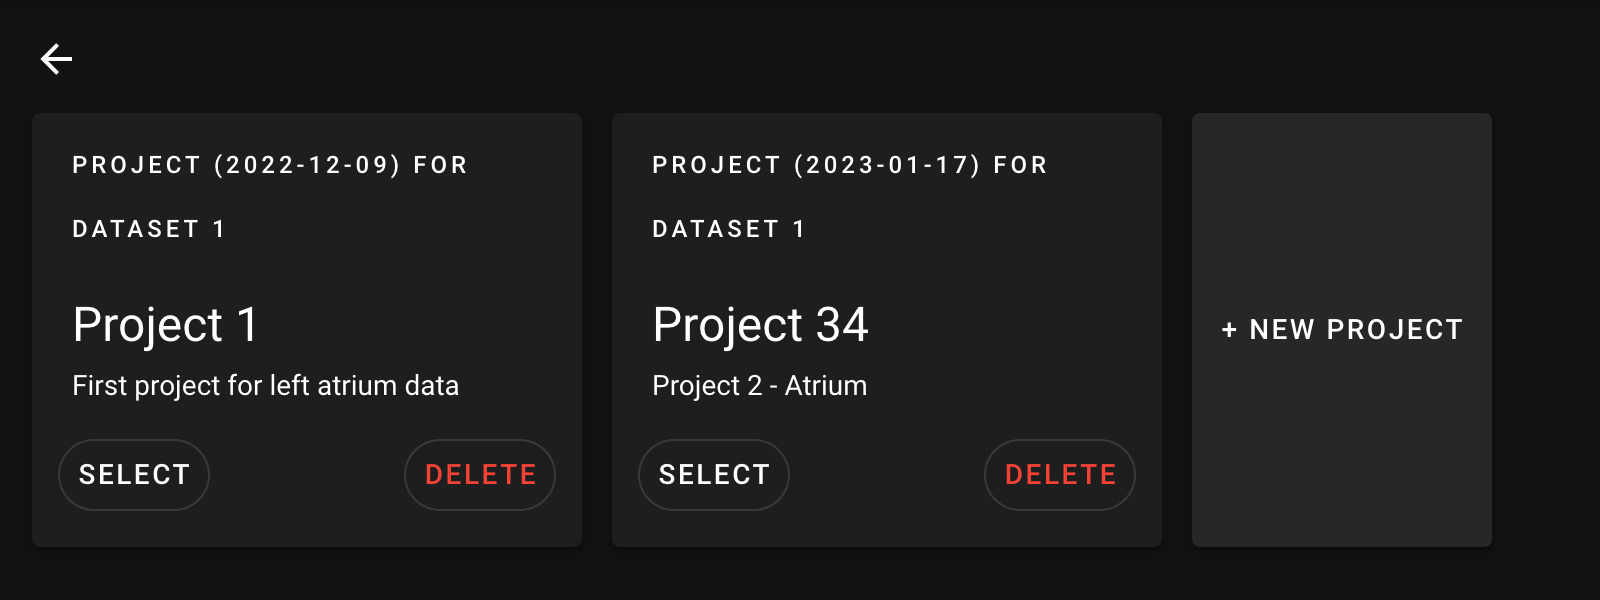 PROJECT (2022-12-09) FOR
DATASET 1
Project 1
First project for left atrium data
SELECT
DELETE
PROJECT (2023-01-17) FOR
DATASET 1
Project 34
Project 2 - Atrium
SELECT
DELETE
+ NEW PROJECT